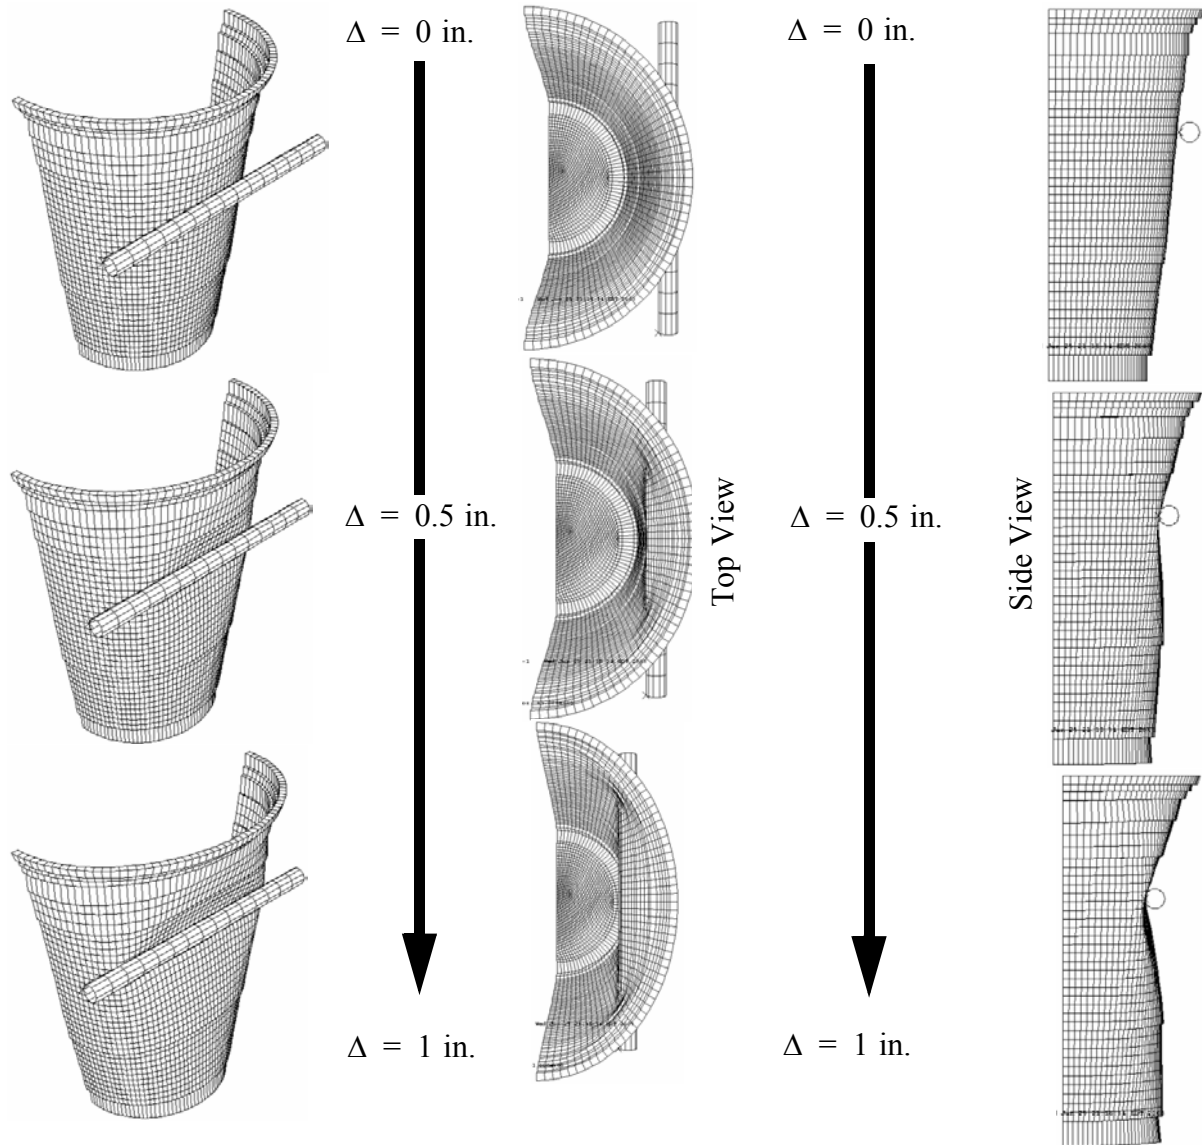 Δ = 0 in.
Δ = 0 in.
Δ = 0.5 in.
Top View
Δ = 0.5 in.
Side View
Δ = 1 in.
Δ = 1 in.